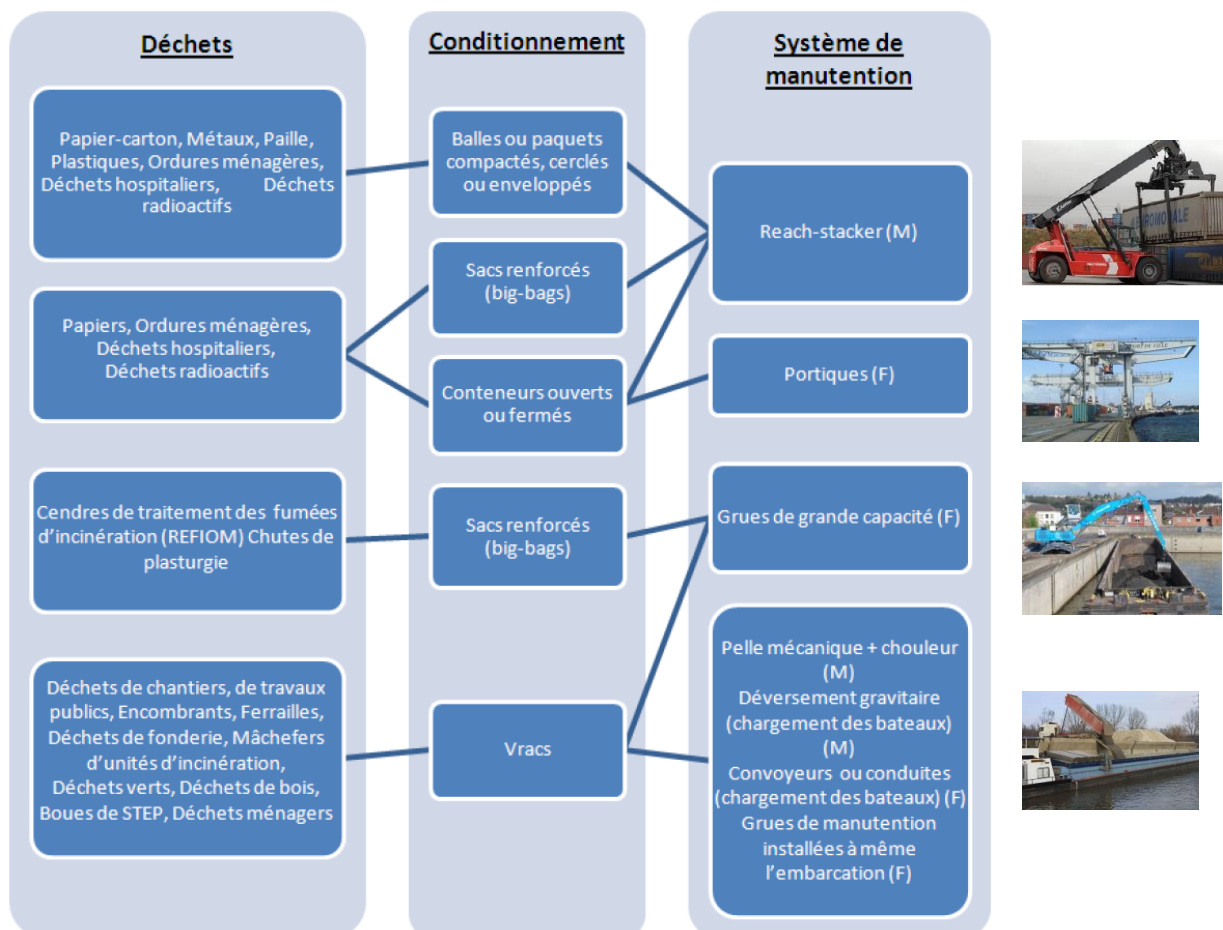 Déchets
Papier-carton, Métaux, Paille,
Plastiques, Ordures ménagères,
Déchets hospitaliers, Déchets
radioactifs
Papiers, Ordures ménagères,
Déchets hospitaliers,
Déchets radioactifs
Cendres de traitement des fumées
d’incinération (REFIOM) Chutes de
plasturgie
Déchets de chantiers, de travaux
publics, Encombrants, Ferrailles,
Déchets de fonderie, Mâchefers
d’unités d’incinération,
Déchets verts, Déchets de bois,
Boues de STEP, Déchets ménagers
Conditionnement
Balles ou paquets
compactés, cerclés
ou enveloppés
Sacs renforcés
(big-bags)
Conteneurs ouverts
ou fermés
Sacs renforcés
(big-bags)
Vracs
Système de
manutention
Reach-stacker (M)
Portiques (F)
Grues de grande capacité (F)
Pelle mécanique + chouleur
(M)
Déversement gravitaire
(chargement des bateaux)
(M)
Convoyeurs ou conduites
(chargement des bateaux) (F)
Grues de manutention
installées à même
l’embarcation (F)